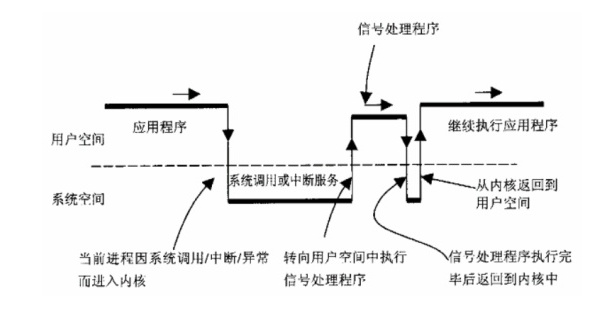 信号处理程序
应用程序
继续执行应用程序
用户空间
系统调用或中断服务
系统空间
从内核返回到
用户空间
当前进程因系统调用/中断/异常
而进入内核
转向用户空间中执行
信号处理程序
信号处理程序执行完
毕后返回到内核中